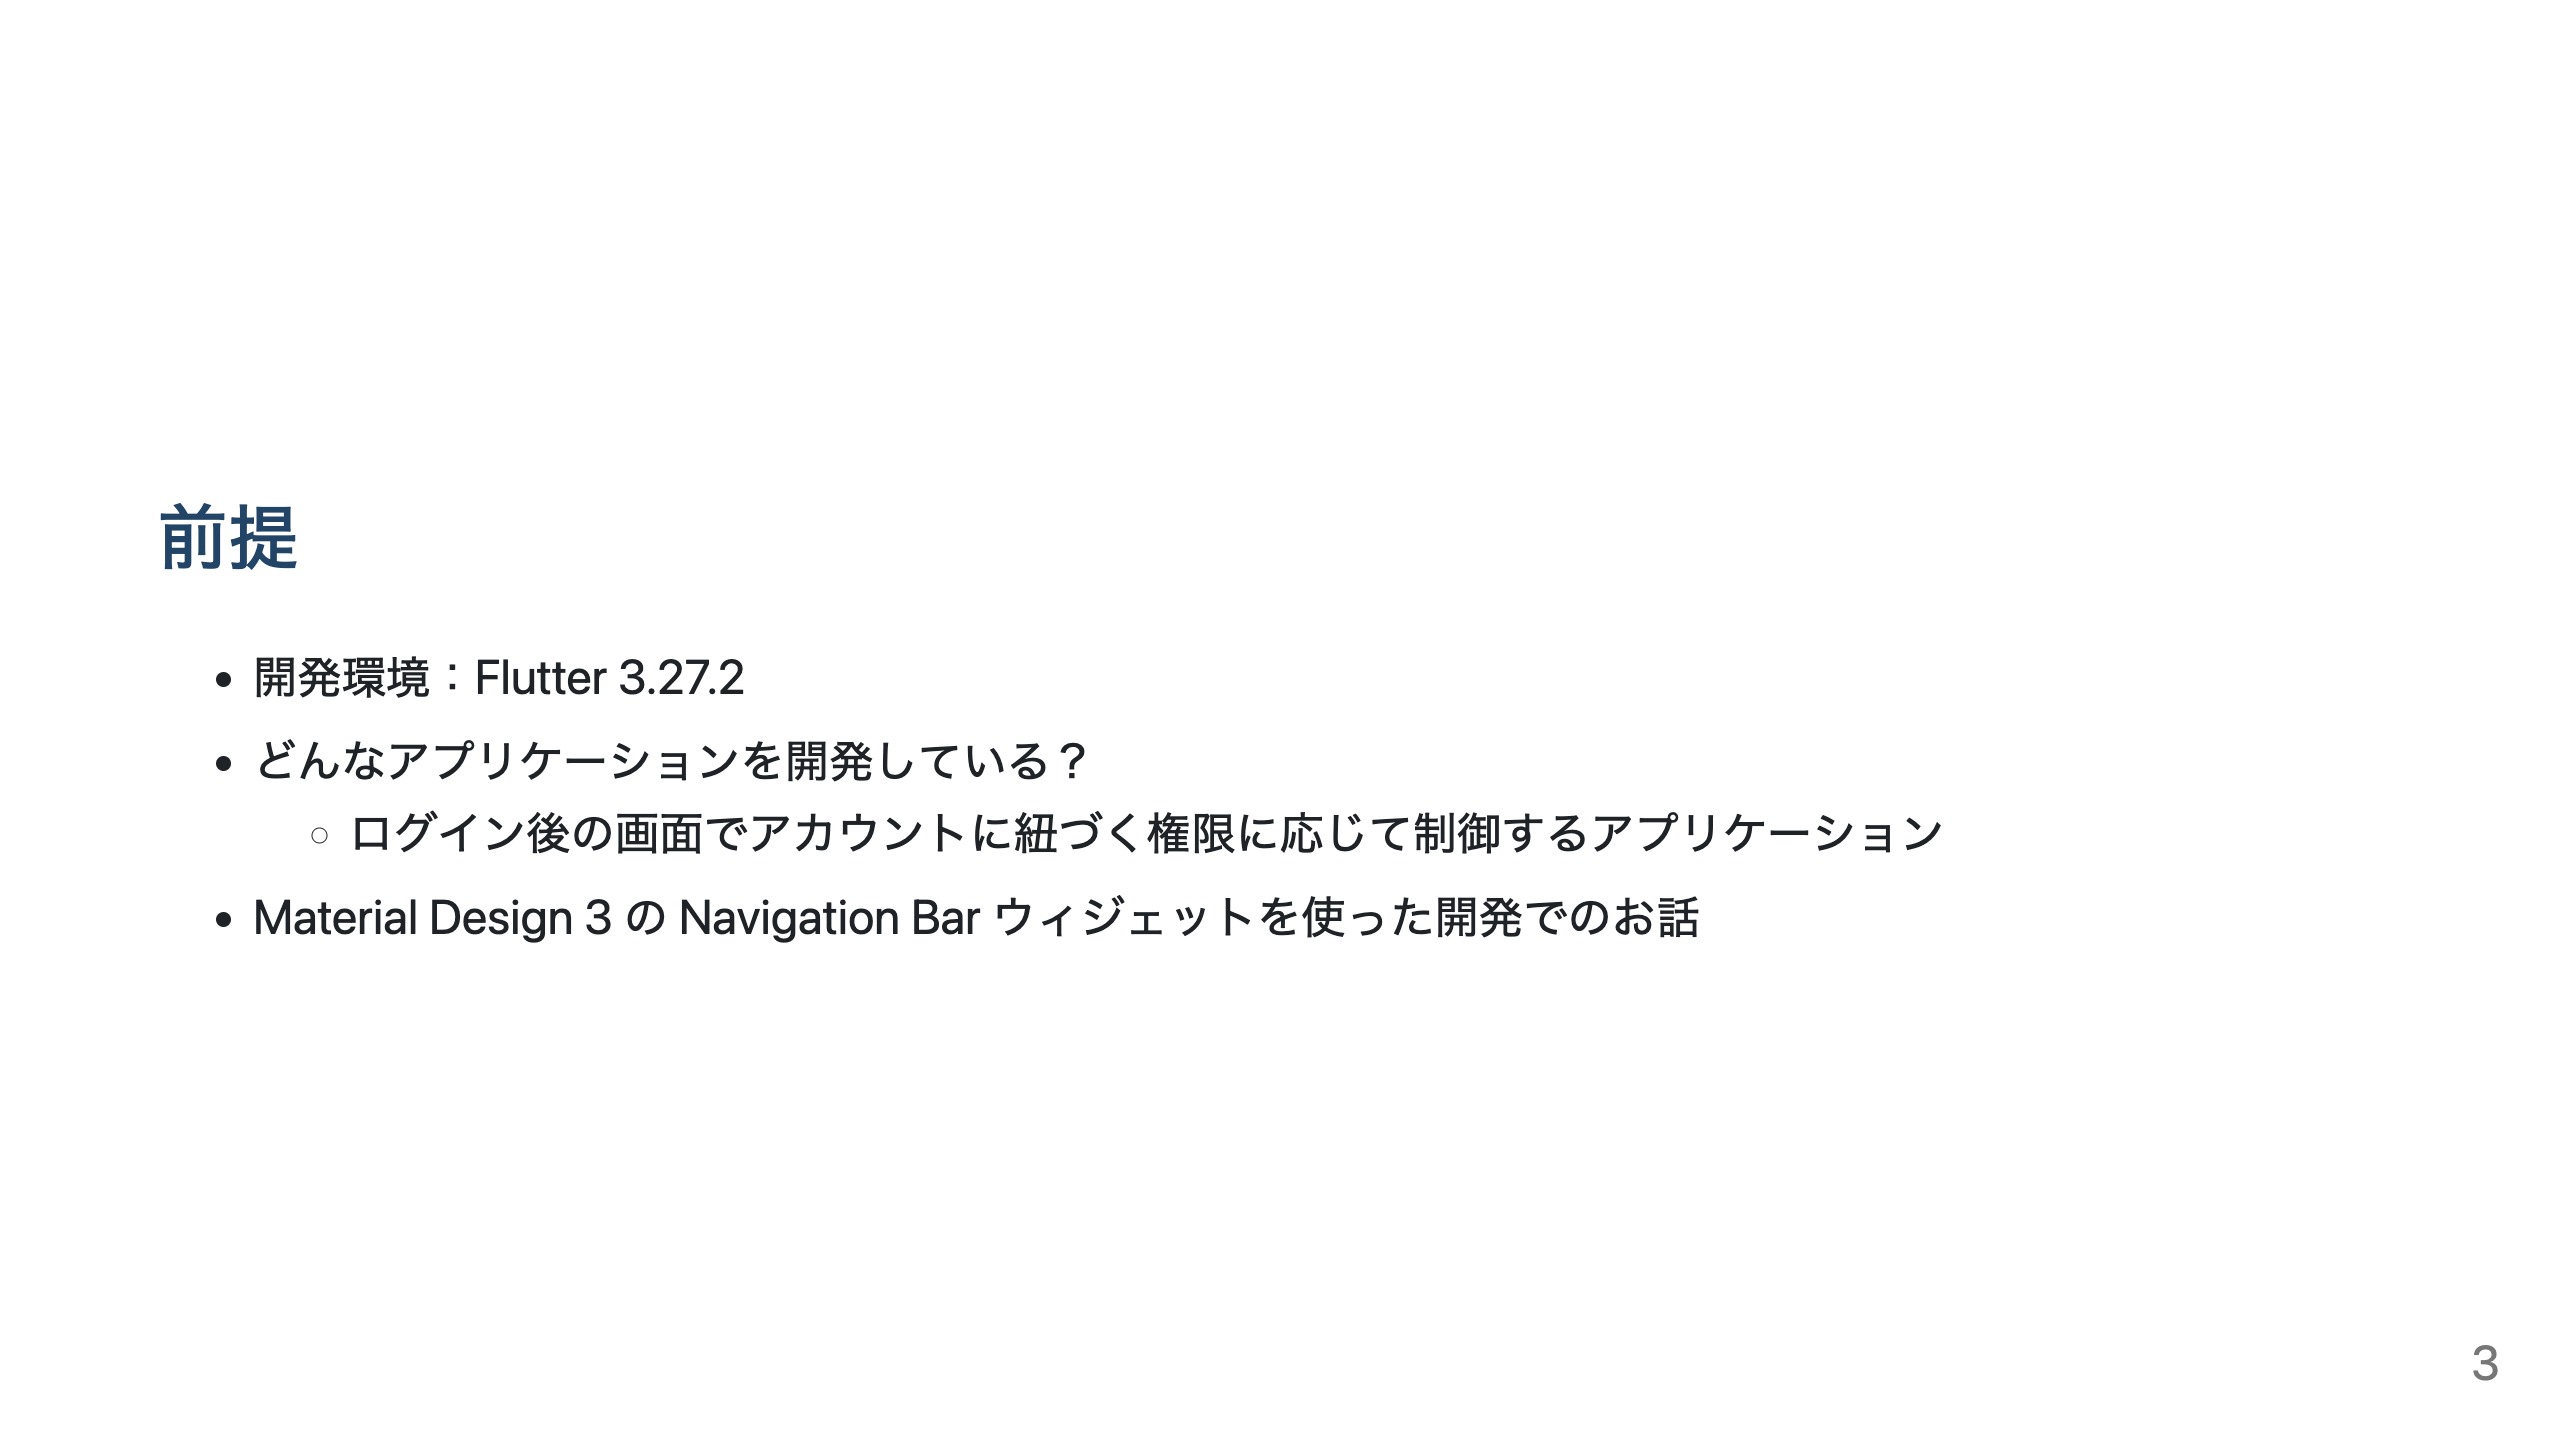 前提
開発環境：Flutter 3.27.2
どんなアプリケーションを開発している？
ログイン後の画面でアカウントに紐づく権限に応じて制御するアプリケーション
Material Design 3 の Navigation Bar ウィジェットを使った開発でのお話
3